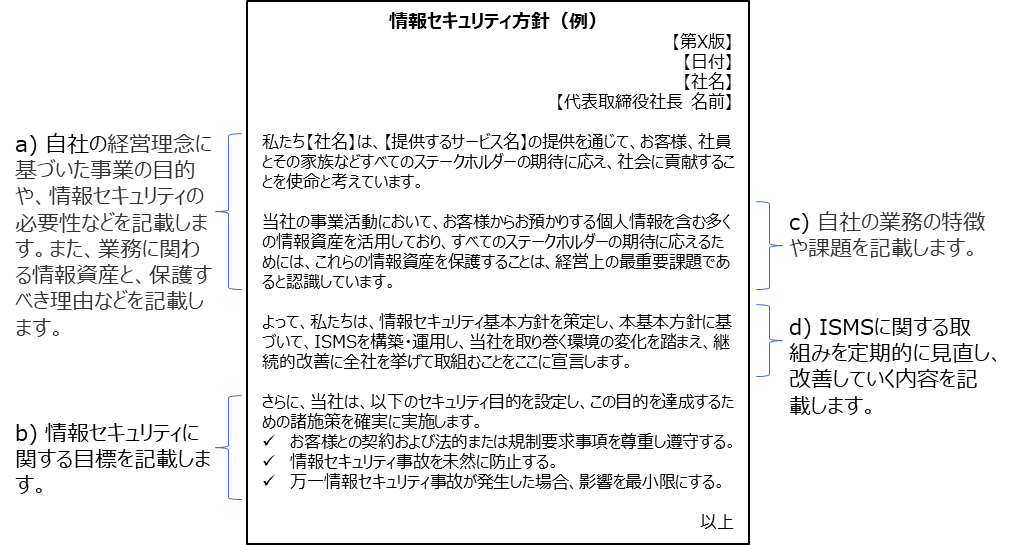 情報セキュリティ方針（例）
【第X版】
【日付】
【社名】
【代表取締役社長 名前】
a) 自社の経営理念に
基づいた事業の目的
や、情報セキュリティの
必要性などを記載しま
す。また、業務に関わ
る情報資産と、保護す
べき理由などを記載し
ます。
私たち【社名】は、【提供するサービス名】の提供を通じて、お客様、社員
とその家族などすべてのステークホルダーの期待に応え、社会に貢献するこ
とを使命と考えています。
当社の事業活動において、お客様からお預かりする個人情報を含む多く
の情報資産を活用しており、すべてのステークホルダーの期待に応えるた
めには、これらの情報資産を保護することは、経営上の最重要課題であ
ると認識しています。
c) 自社の業務の特徴
や課題を記載します。
よって、私たちは、情報セキュリティ基本方針を策定し、本基本方針に基
づいて、ISMSを構築・運用し、当社を取り巻く環境の変化を踏まえ、継
続的改善に全社を挙げて取組むことをここに宣言します。
d) ISMSに関する取
組みを定期的に見直し、
改善していく内容を記
載します。
b) 情報セキュリティに
関する目標を記載しま
す。
さらに、当社は、以下のセキュリティ目的を設定し、この目的を達成するた
めの諸施策を確実に実施します。
✓ お客様との契約および法的または規制要求事項を尊重し遵守する。
✓ 情報セキュリティ事故を未然に防止する。
✓ 万一情報セキュリティ事故が発生した場合、影響を最小限にする。
以上